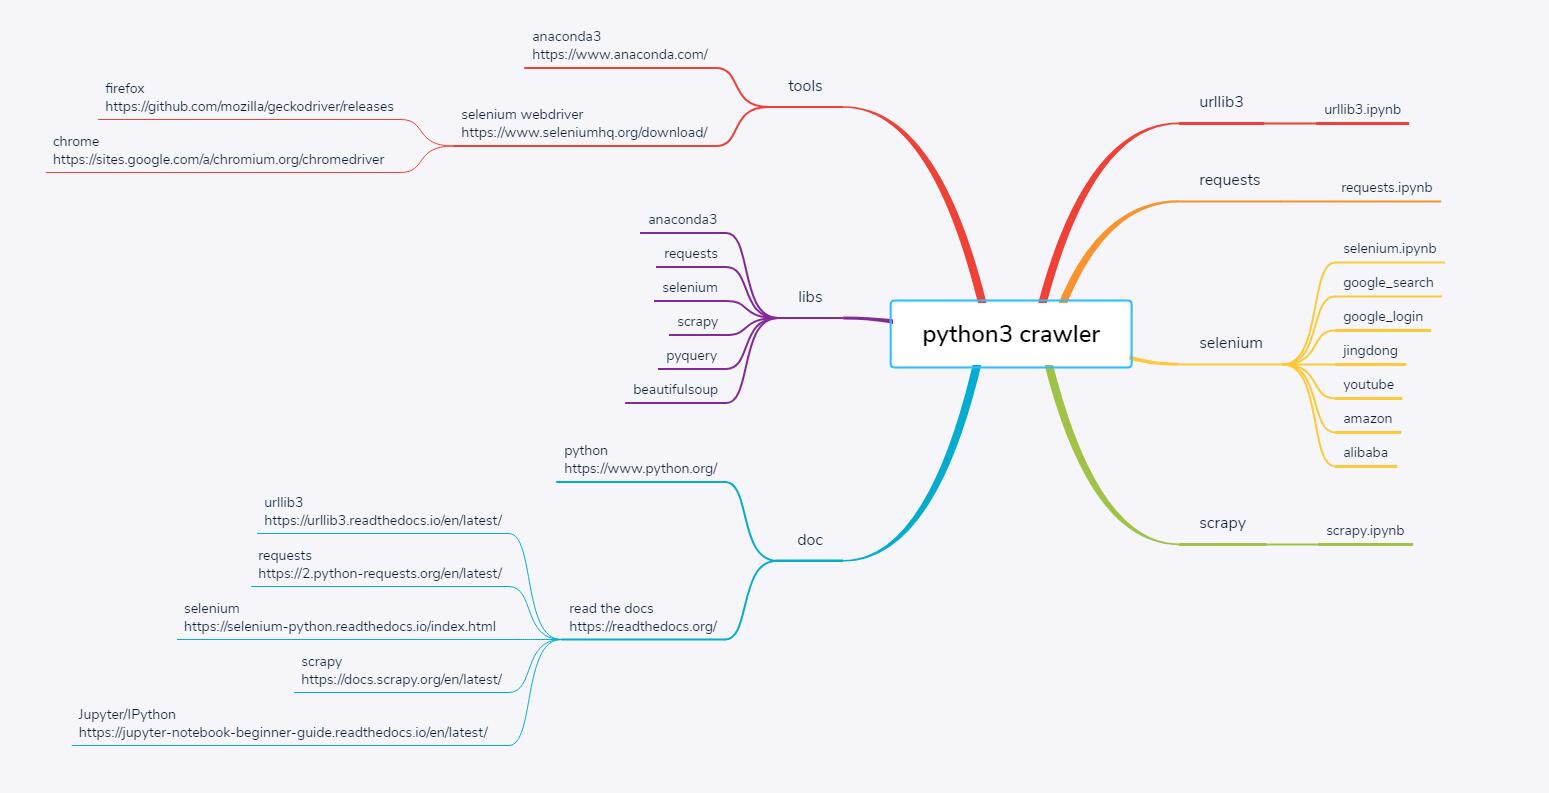 python3 crawler
tools
anaconda3
https://www.anaconda.com/
selenium webdriver
https://www.seleniumhq.org/download/
firefox
https://github.com/mozilla/geckodriver/releases
chrome
https://sites.google.com/a/chromium.org/chromedriver
libs
anaconda3
requests
selenium
scrapy
pyquery
beautifulsoup
doc
python
https://www.python.org/
read the docs
https://readthedocs.org/
urllib3
https://urllib3.readthedocs.io/en/latest/
requests
https://2.python-requests.org/en/latest/
selenium
https://selenium-python.readthedocs.io/index.html
scrapy
https://docs.scrapy.org/en/latest/
Jupyter/IPython
https://jupyter-notebook-beginner-guide.readthedocs.io/en/latest/
urllib3
urllib3.ipynb
requests
requests.ipynb
selenium
selenium.ipynb
google_search
google_login
jingdong
youtube
amazon
alibaba
scrapy
scrapy.ipynb